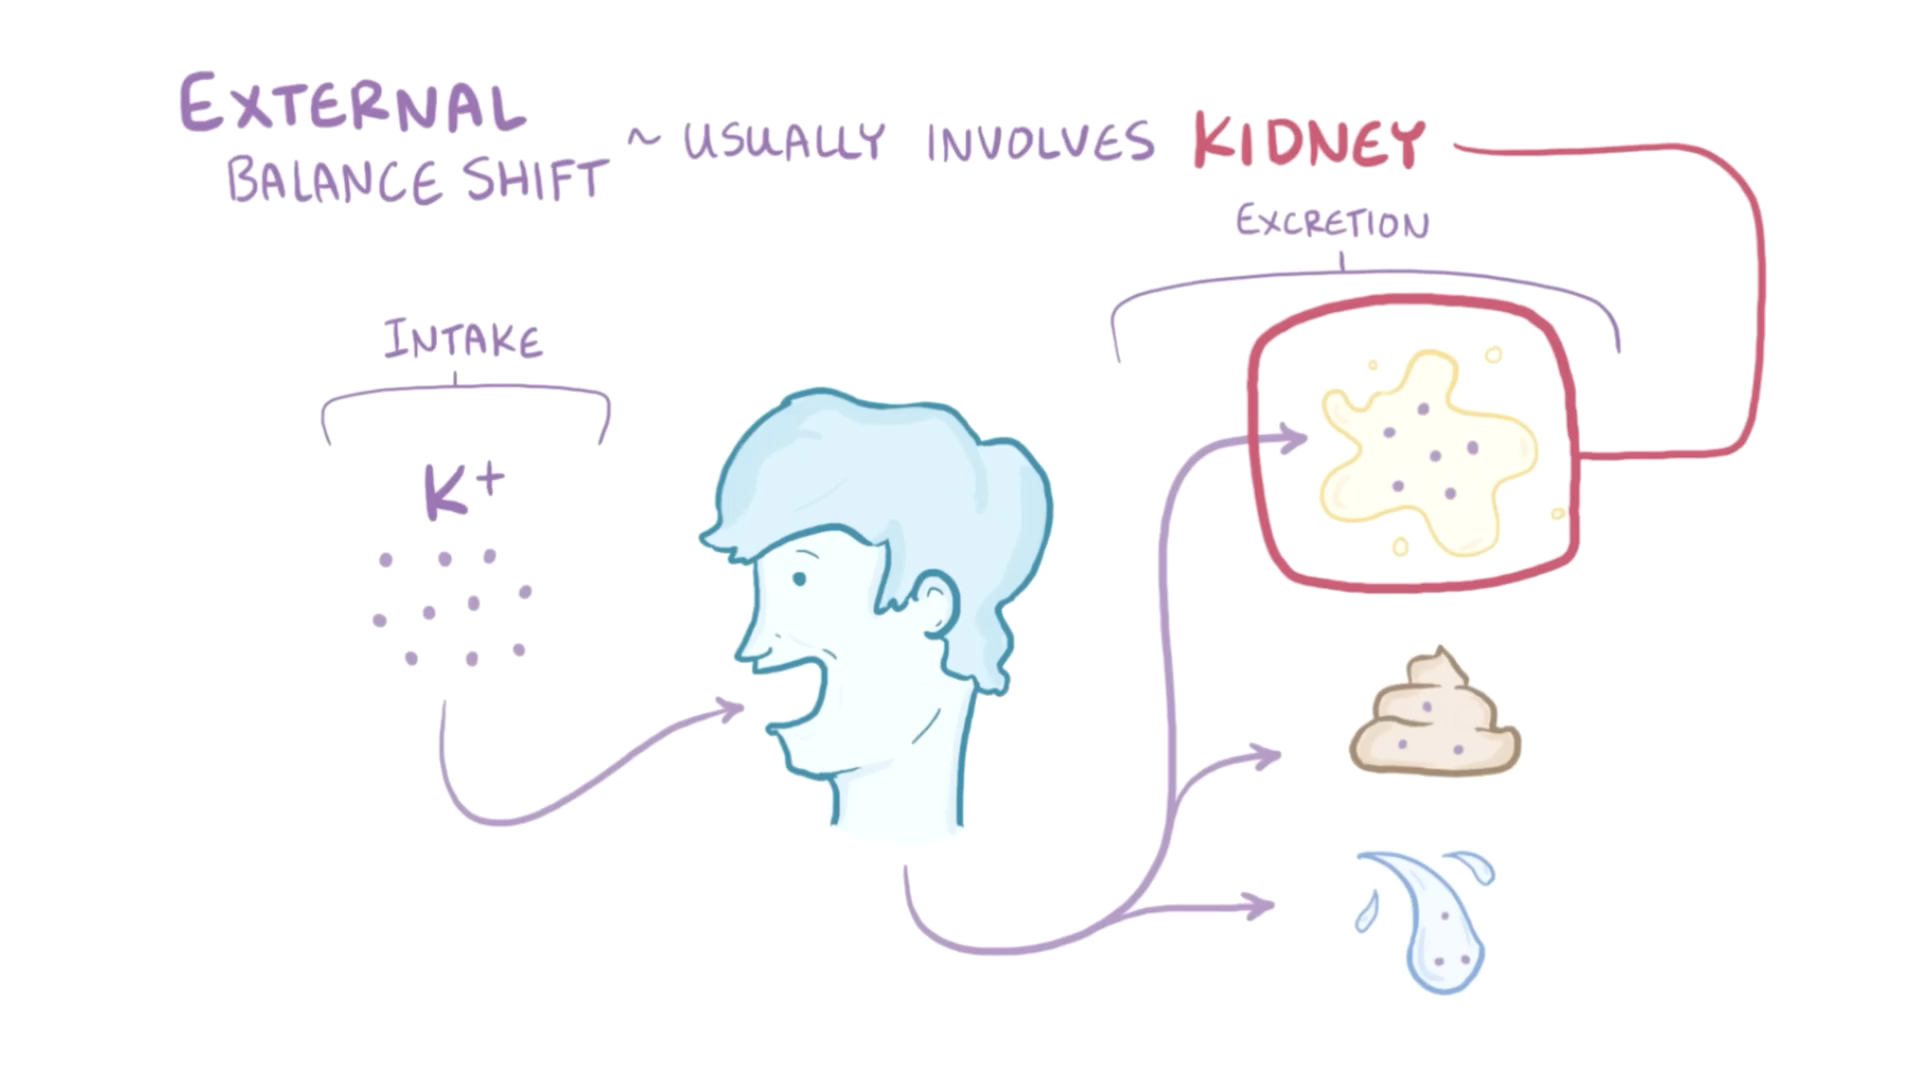 EXTERNAL
BALANCE SHIFT
~ USUALLY INVOLVES KIDNEY
EXCRETION
INTAKE
K+